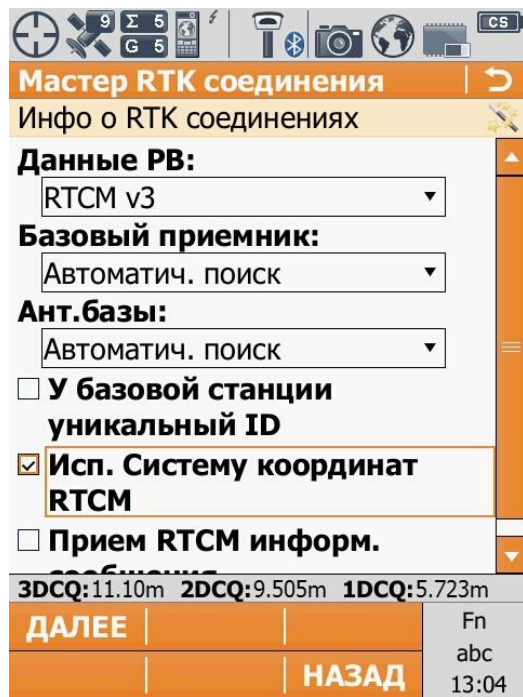 9 Σ 5 CS
G 5
Мастер RTK соединения
Инфо о RTK соединениях
Данные РВ:
RTCM v3
Базовый приемник:
Автоматич. поиск
Ант.базы:
Автоматич. поиск
У базовой станции
уникальный ID
Исп. Систему координат
RTCM
Прием RTCM информ.
сообщения
3DCQ:11.10m 2DCQ:9.505m 1DCQ:5.723m
ДАЛЕЕ Fn
abc
НАЗАД 13:04